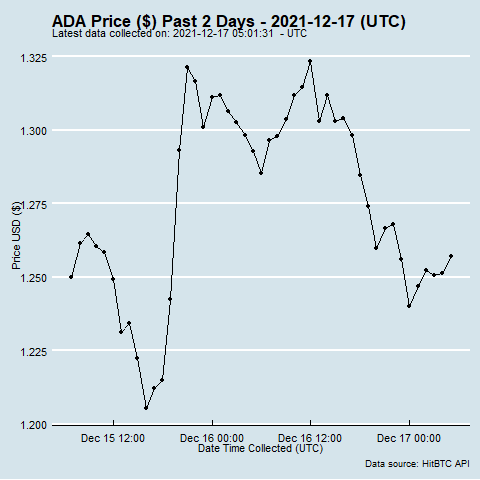 ADA Price ($) Past 2 Days - 2021-12-17 (UTC)
Latest data collected on: 2021-12-17 05:01:31 - UTC
Price USD ($)
1.325
1.300
1.275
1.250
1.225
1.200
Dec 15 12:00 Dec 16 00:00 Dec 16 12:00 Dec 17 00:00
Date Time Collected (UTC)
Data source: HitBTC API